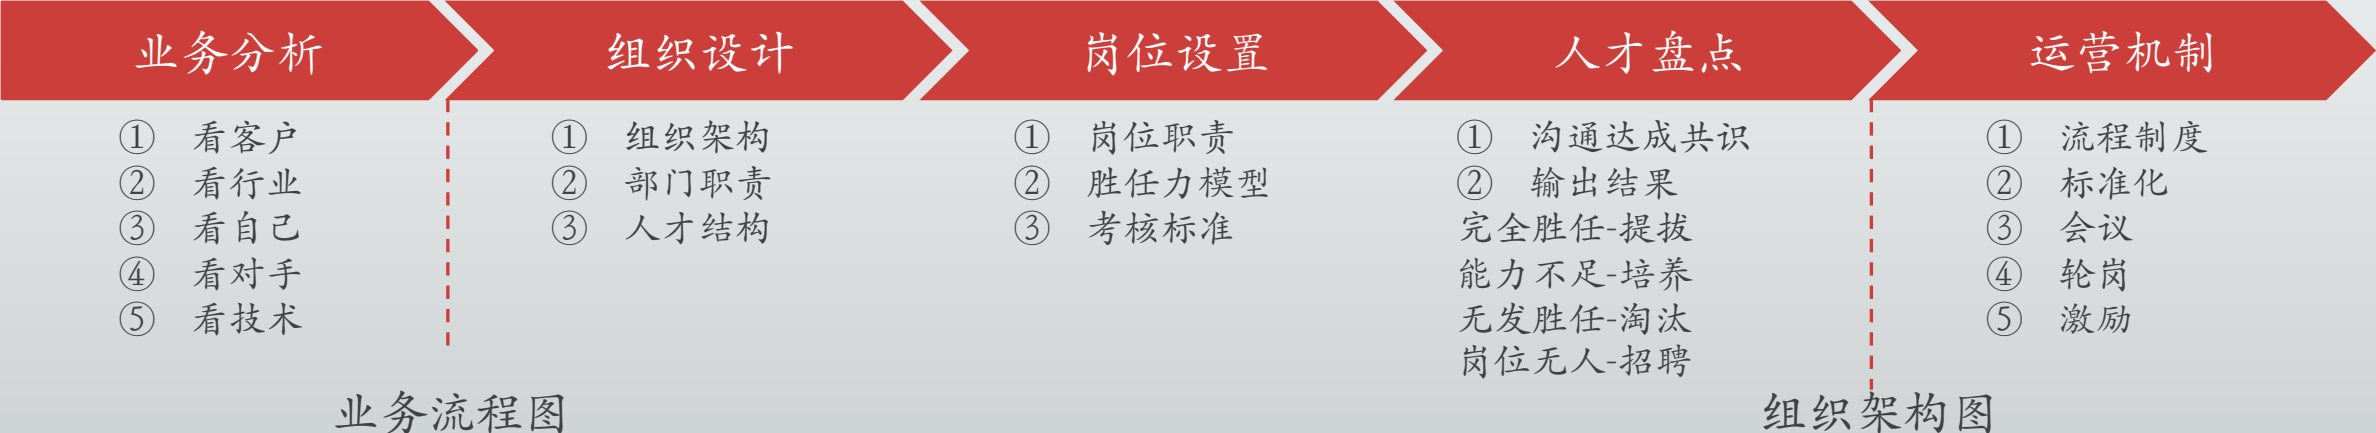 业务分析
组织设计
岗位设置
人才盘点
运营机制
① 看客户
② 看行业
③ 看自己
④ 看对手
⑤ 看技术
① 组织架构
② 部门职责
③ 人才结构
① 岗位职责
② 胜任力模型
③ 考核标准
① 沟通达成共识
② 输出结果
完全胜任-提拔
能力不足-培养
无发胜任-淘汰
岗位无人-招聘
① 流程制度
② 标准化
③ 会议
④ 轮岗
⑤ 激励
业务流程图
组织架构图